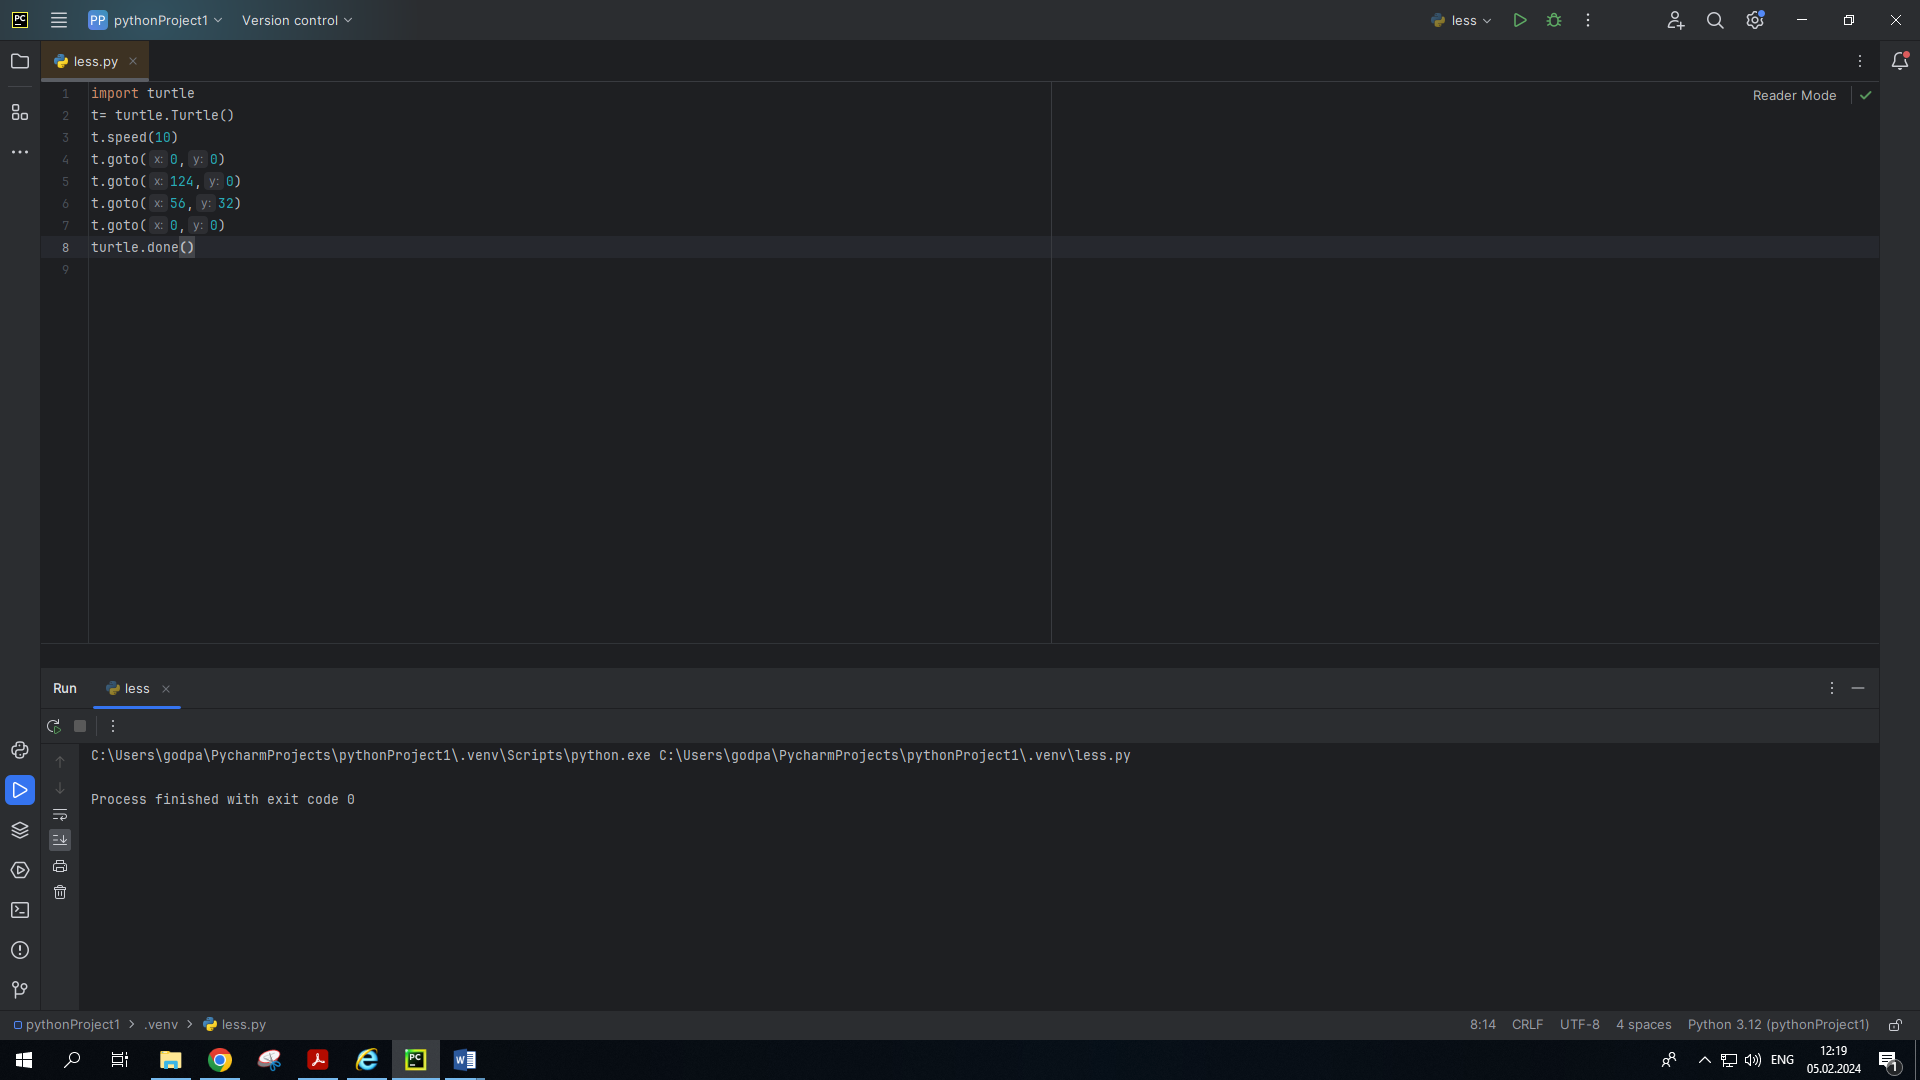 PC PP pythonProject1 Version control less
less.py
Reader Mode
1 import turtle
2 t= turtle.Turtle()
3 t.speed(10)
4 t.goto( x: 0, y: 0)
5 t.goto( x: 124, y: 0)
6 t.goto( x: 56, y: 32)
7 t.goto( x: 0, y: 0)
8 turtle.done()
9
Run less
C:\Users\godpa\PycharmProjects\pythonProject1\.venv\Scripts\python.exe C:\Users\godpa\PycharmProjects\pythonProject1\.venv\less.py
Process finished with exit code 0
pythonProject1 > .venv > less.py 8:14 CRLF UTF-8 4 spaces Python 3.12 (pythonProject1)
PC W ENG 12:19
05.02.2024 1